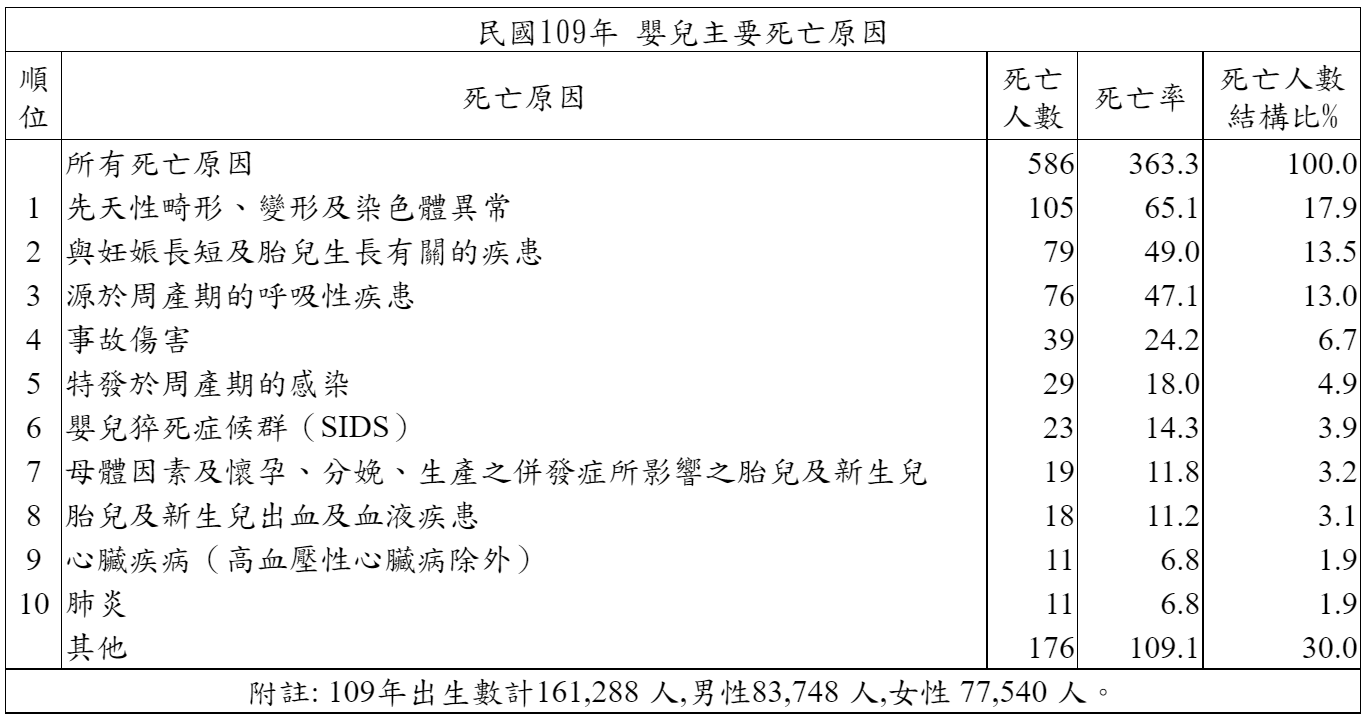 民國109年 嬰兒主要死亡原因
順位 死亡原因 死亡人數 死亡率 死亡人數結構比%
所有死亡原因 586 363.3 100.0
1 先天性畸形、變形及染色體異常 105 65.1 17.9
2 與妊娠長短及胎兒生長有關的疾患 79 49.0 13.5
3 源於周產期的呼吸性疾患 76 47.1 13.0
4 事故傷害 39 24.2 6.7
5 特發於周產期的感染 29 18.0 4.9
6 嬰兒猝死症候群（SIDS） 23 14.3 3.9
7 母體因素及懷孕、分娩、生產之併發症所影響之胎兒及新生兒 19 11.8 3.2
8 胎兒及新生兒出血及血液疾患 18 11.2 3.1
9 心臟疾病（高血壓性心臟病除外） 11 6.8 1.9
10 肺炎 11 6.8 1.9
其他 176 109.1 30.0
附註: 109年出生數計161,288 人,男性83,748 人,女性 77,540 人。